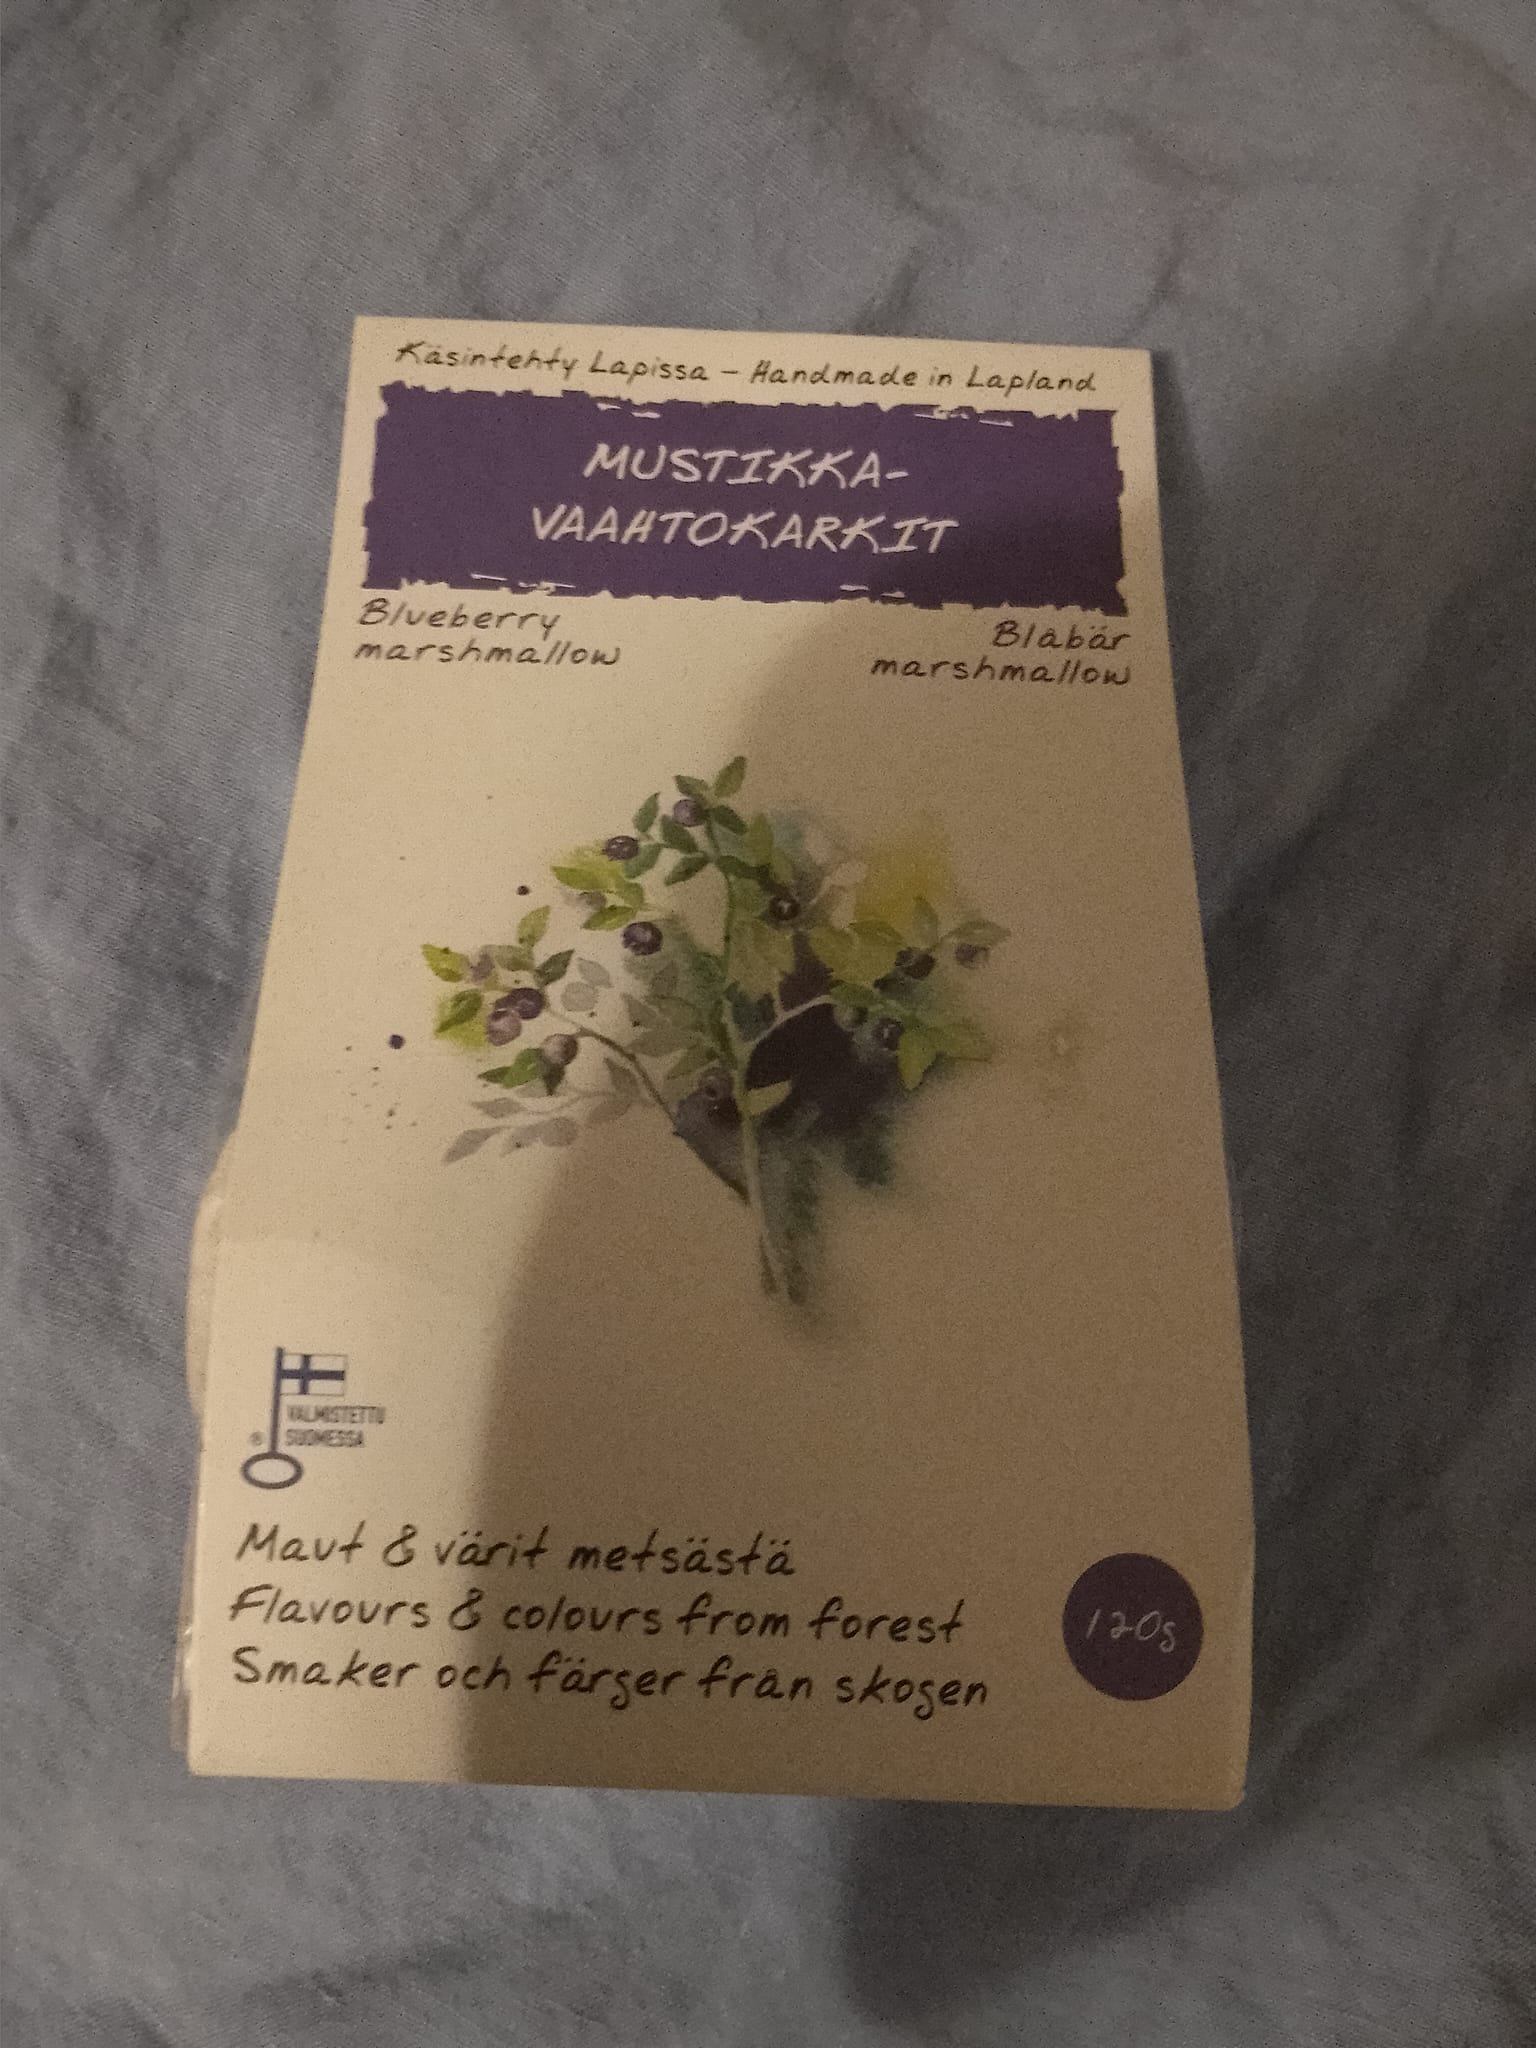 Käsintehty Lapissa – Handmade in Lapland
MUSTIKKA-
VAAHTOKARKIT
Blueberry
marshmallow
Blåbär
marshmallow
VALMISTETTU
SUOMESSA
®
Maut & värit metsästä
Flavours & colours from forest
Smaker och färger från skogen
120g